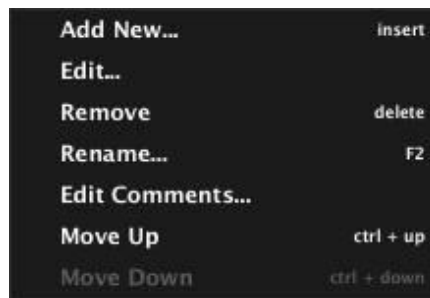 Add New... insert
Edit...
Remove delete
Rename... F2
Edit Comments...
Move Up ctrl + up
Move Down ctrl + down